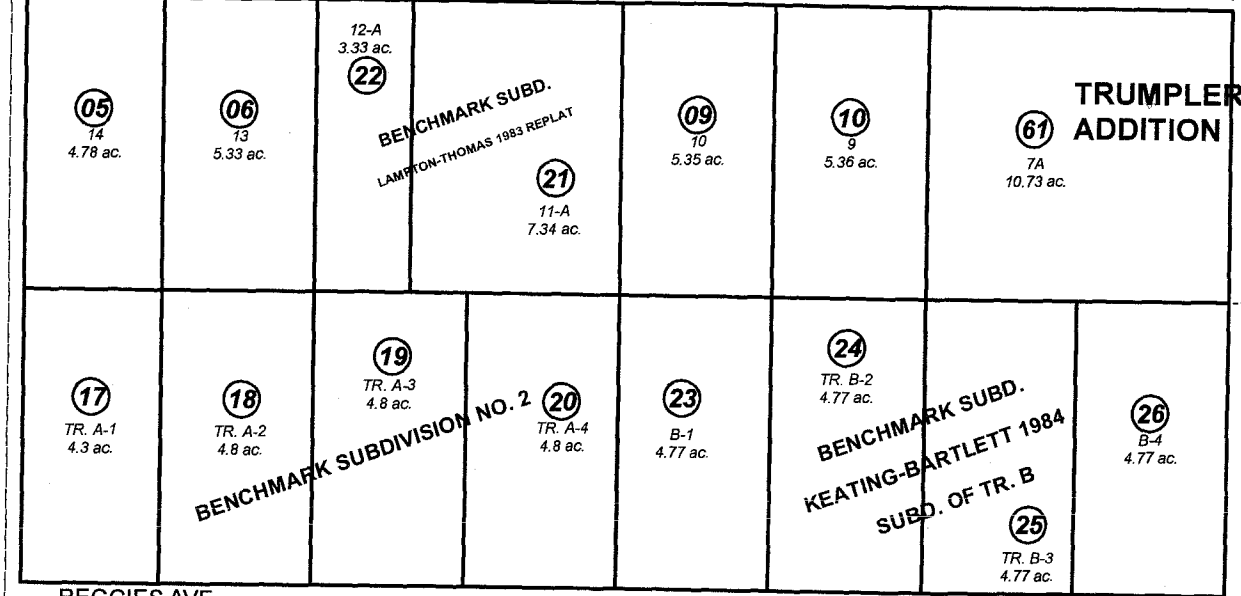 05
14
4.78 ac.
06
13
5.33 ac.
12-A
3.33 ac.
22
BENCHMARK SUBD.
LAMPTON-THOMAS 1983 REPLAT
21
11-A
7.34 ac.
09
10
5.35 ac.
10
9
5.36 ac.
61
7A
10.73 ac.
TRUMPLER
ADDITION
17
TR. A-1
4.3 ac.
18
TR. A-2
4.8 ac.
19
TR. A-3
4.8 ac.
BENCHMARK SUBDIVISION NO. 2
20
TR. A-4
4.8 ac.
23
B-1
4.77 ac.
24
TR. B-2
4.77 ac.
BENCHMARK SUBD.
KEATING-BARTLETT 1984
SUBD. OF TR. B
25
TR. B-3
4.77 ac.
26
B-4
4.77 ac.
AVE